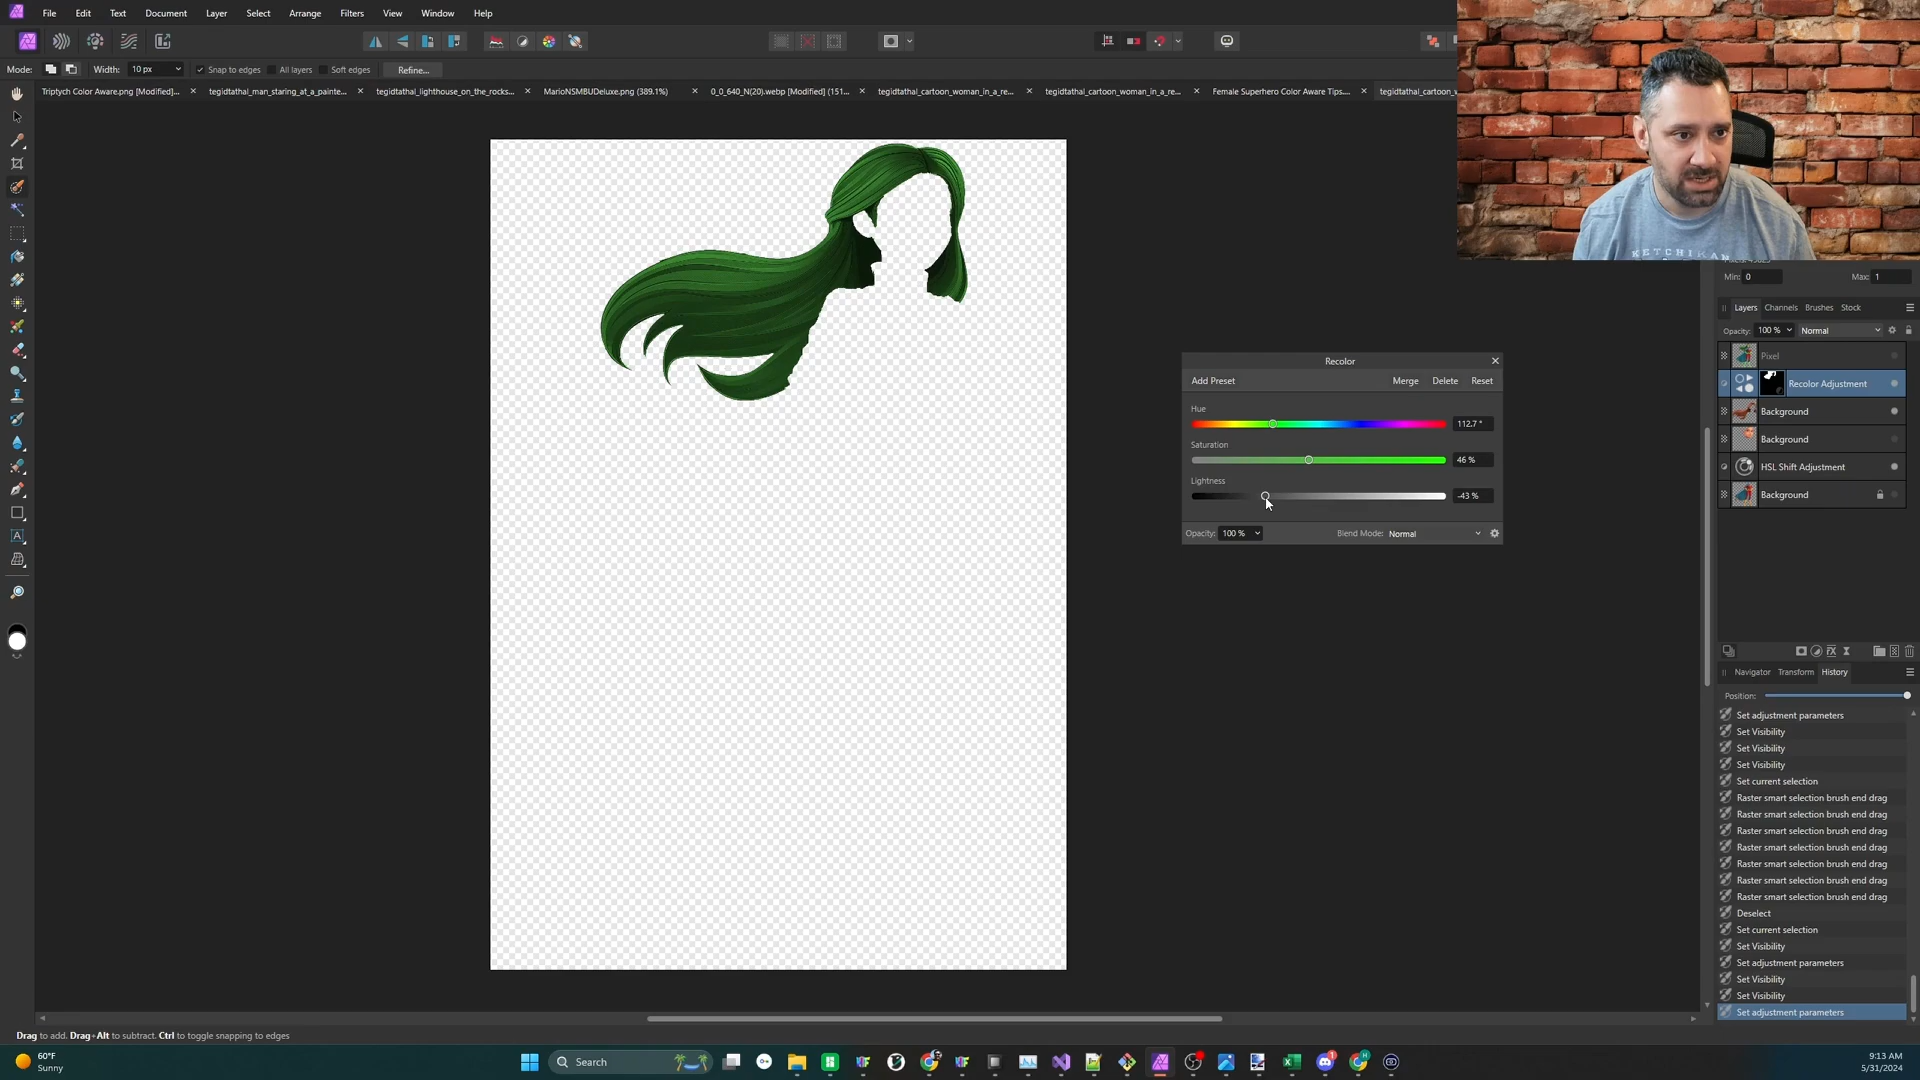 File Edit Text Document Layer Select Arrange Filters View Window Help
Mode: Width: 10 px Snap to edges All layers Soft edges Refine...
Triptych Color Aware.png [Modified]... tegidtathai_man_staring_at_a_painte... tegidtathai_lighthouse_on_the_rocks... MarioNSMBUDeluxe.png (389.1%) 0_0_640_N(20).webp [Modified] (151... tegidtathai_cartoon_woman_in_a_re... tegidtathai_cartoon_woman_in_a_re... Female Superhero Color Aware Tips.... tegidtathai_cartoon_w
KETCHIKAN
Min: 0 Max: 1
Layers Channels Brushes Stock
Opacity: 100 % Normal
Pixel
Recolor Adjustment
Background
Background
HSL Shift Adjustment
Background
Recolor
Add Preset Merge Delete Reset
Hue
112.7 °
Saturation
46 %
Lightness
-43 %
Opacity: 100 % Blend Mode: Normal
Navigator Transform History
Position:
Set adjustment parameters
Set Visibility
Set Visibility
Set Visibility
Set current selection
Raster smart selection brush end drag
Raster smart selection brush end drag
Raster smart selection brush end drag
Raster smart selection brush end drag
Raster smart selection brush end drag
Raster smart selection brush end drag
Raster smart selection brush end drag
Deselect
Set current selection
Set Visibility
Set adjustment parameters
Set Visibility
Set Visibility
Set adjustment parameters
Drag to add. Drag+Alt to subtract. Ctrl to toggle snapping to edges
60°F
Sunny
Search
9:13 AM
5/31/2024